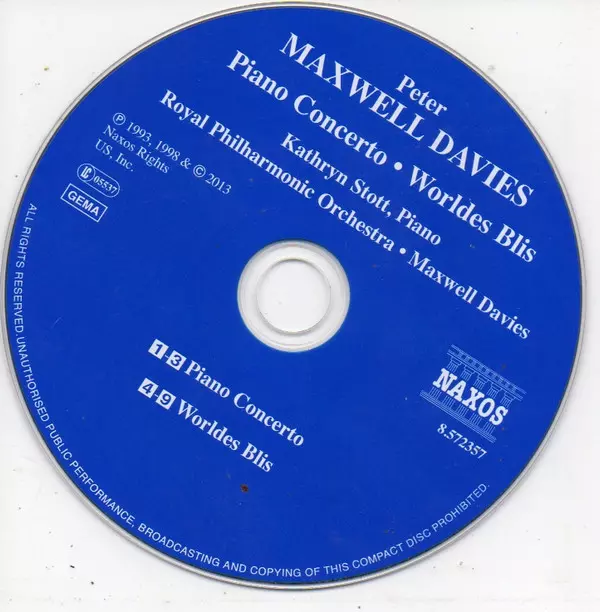 Peter
MAXWELL DAVIES
Piano Concerto • Worldes Blis
Kathryn Stott, Piano
Royal Philharmonic Orchestra • Maxwell Davies
℗ 1993, 1998 & © 2013
Naxos Rights
US, Inc.
LC 05537
GEMA
1-3 Piano Concerto
4-9 Worldes Blis
NAXOS
8.572357
ALL RIGHTS RESERVED.UNAUTHORISED PUBLIC PERFORMANCE, BROADCASTING AND COPYING OF THIS COMPACT DISC PROHIBITED.